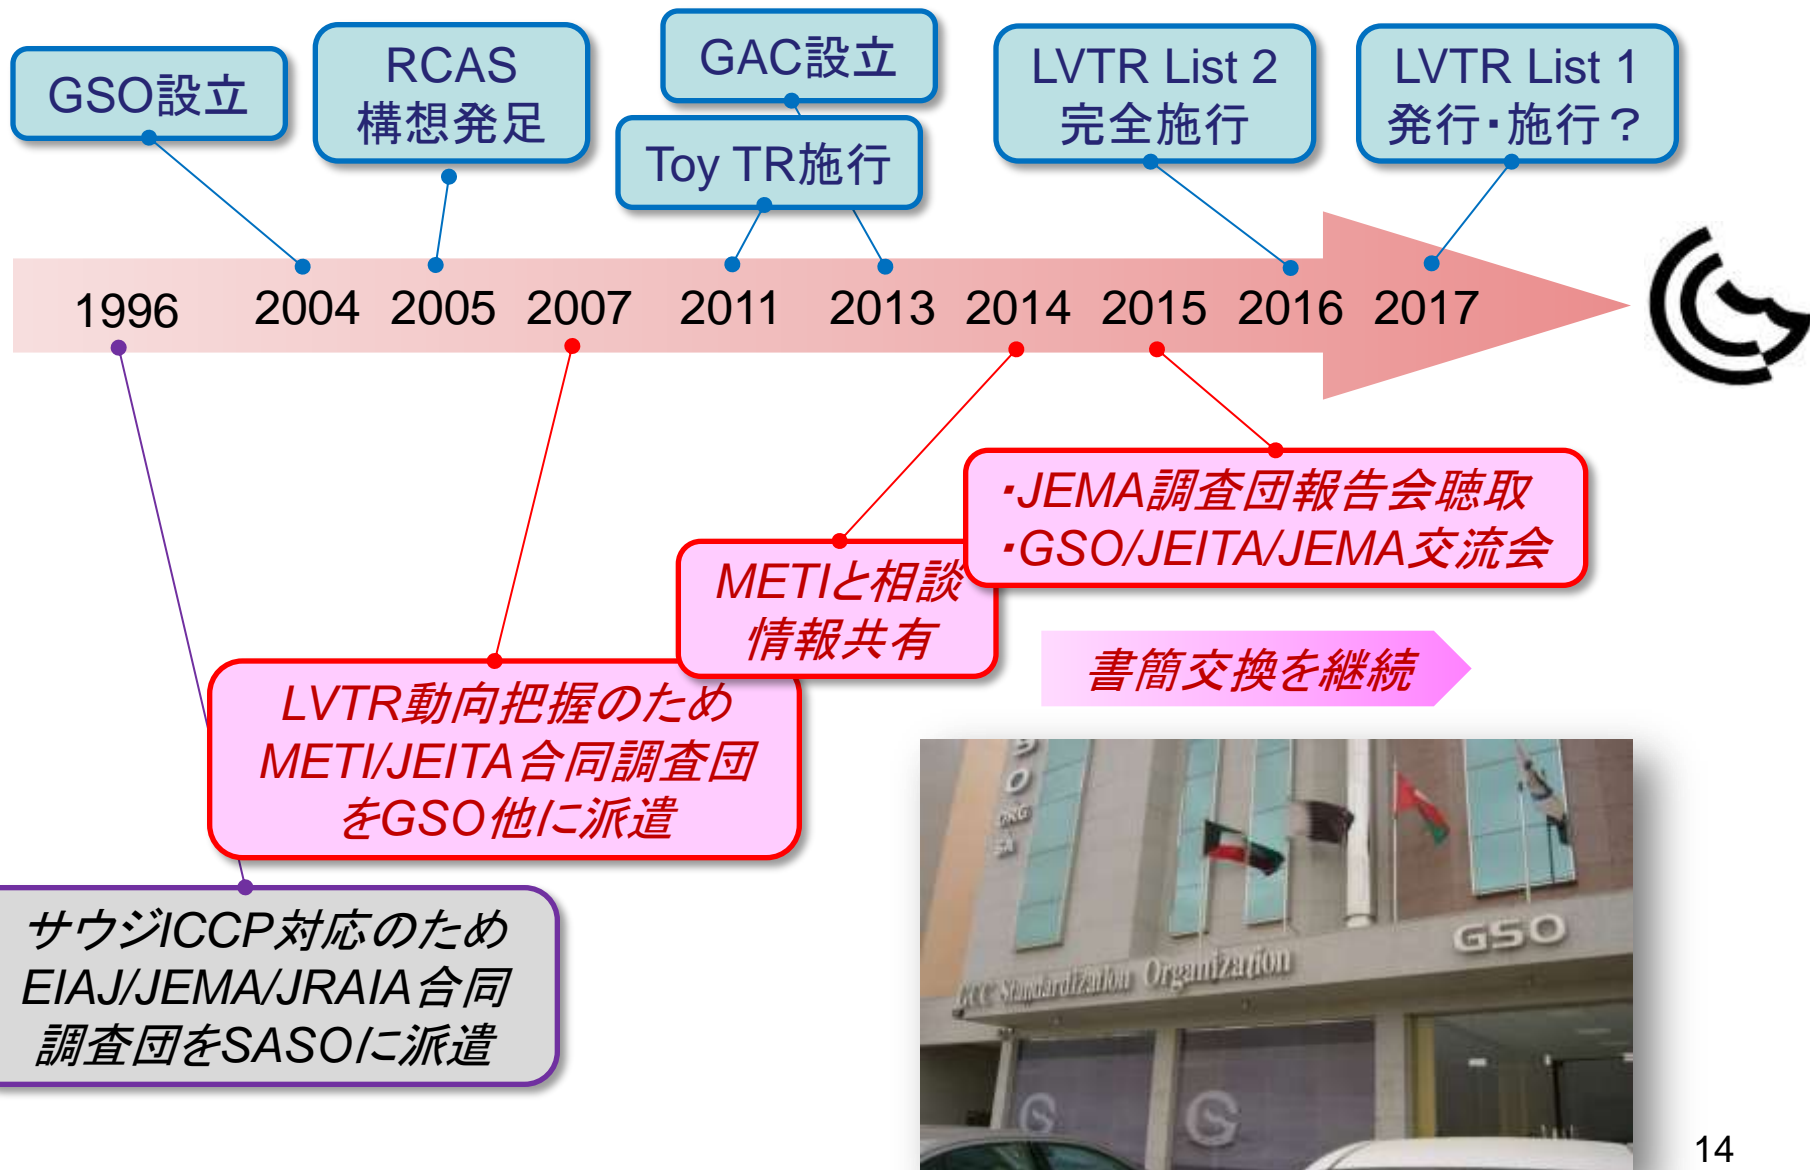 GSO設立
RCAS
構想発足
GAC設立
Toy TR施行
LVTR List 2
完全施行
LVTR List 1
発行・施行？
1996 2004 2005 2007 2011 2013 2014 2015 2016 2017
・JEMA調査団報告会聴取
・GSO/JEITA/JEMA交流会
METIと相談
情報共有
書簡交換を継続
LVTR動向把握のため
METI/JEITA合同調査団
をGSO他に派遣
サウジICCP対応のため
EIAJ/JEMA/JRAIA合同
調査団をSASOに派遣
S
O
ORG
SA
GSO
GCC Standardization Organization
14